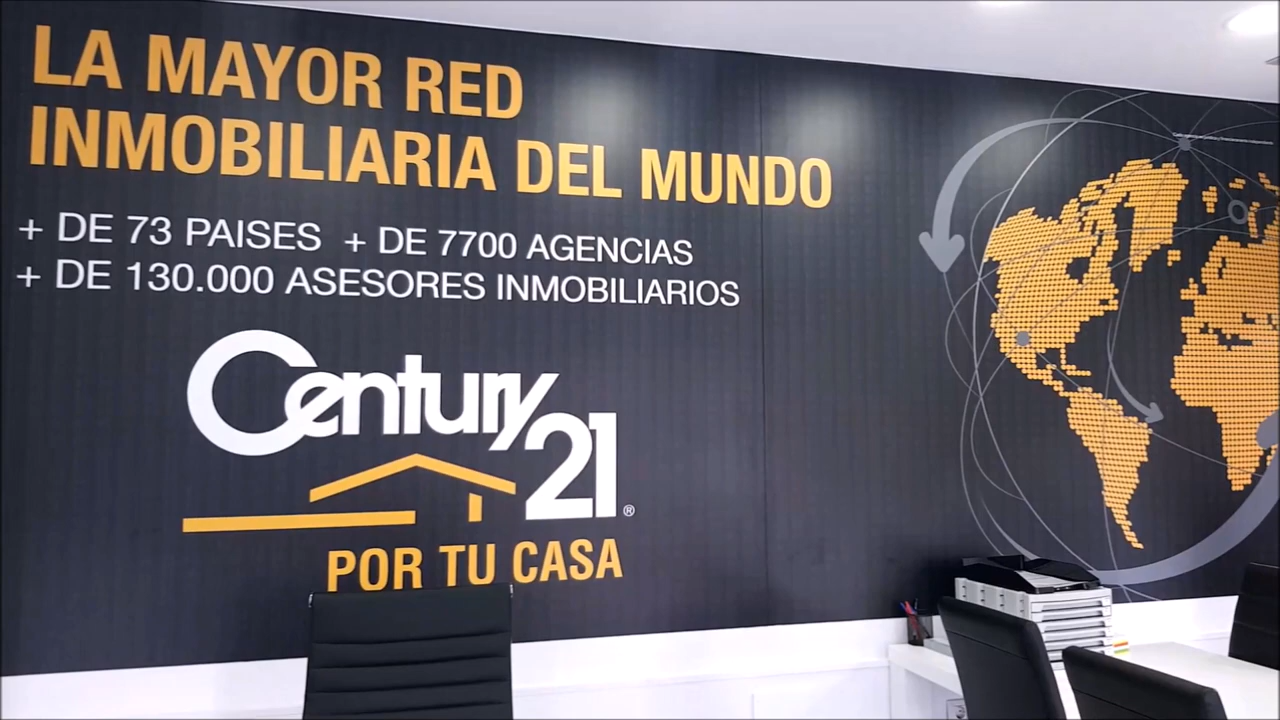 LA MAYOR RED
INMOBILIARIA DEL MUNDO
+ DE 73 PAISES + DE 7700 AGENCIAS
+ DE 130.000 ASESORES INMOBILIARIOS
Century
21®
POR TU CASA